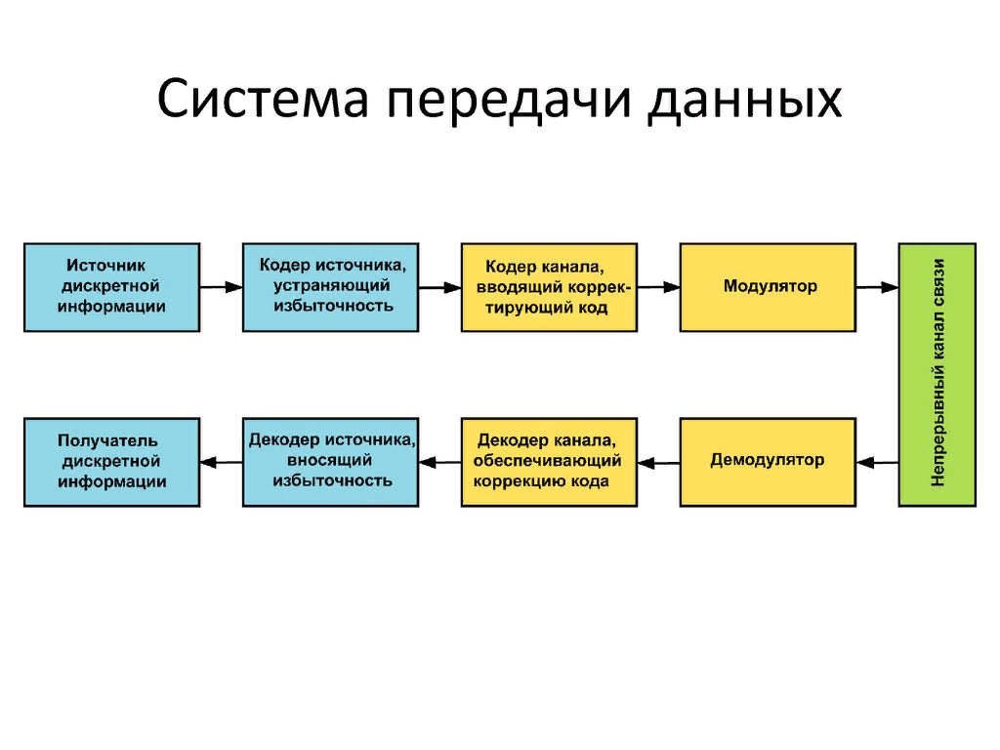 Система передачи данных
Источник
дискретной
информации
Кодер источника,
устраняющий
избыточность
Кодер канала,
вводящий коррек-
тирующий код
Модулятор
Непрерывный канал связи
Получатель
дискретной
информации
Декодер источника,
вносящий
избыточность
Декодер канала,
обеспечивающий
коррекцию кода
Демодулятор